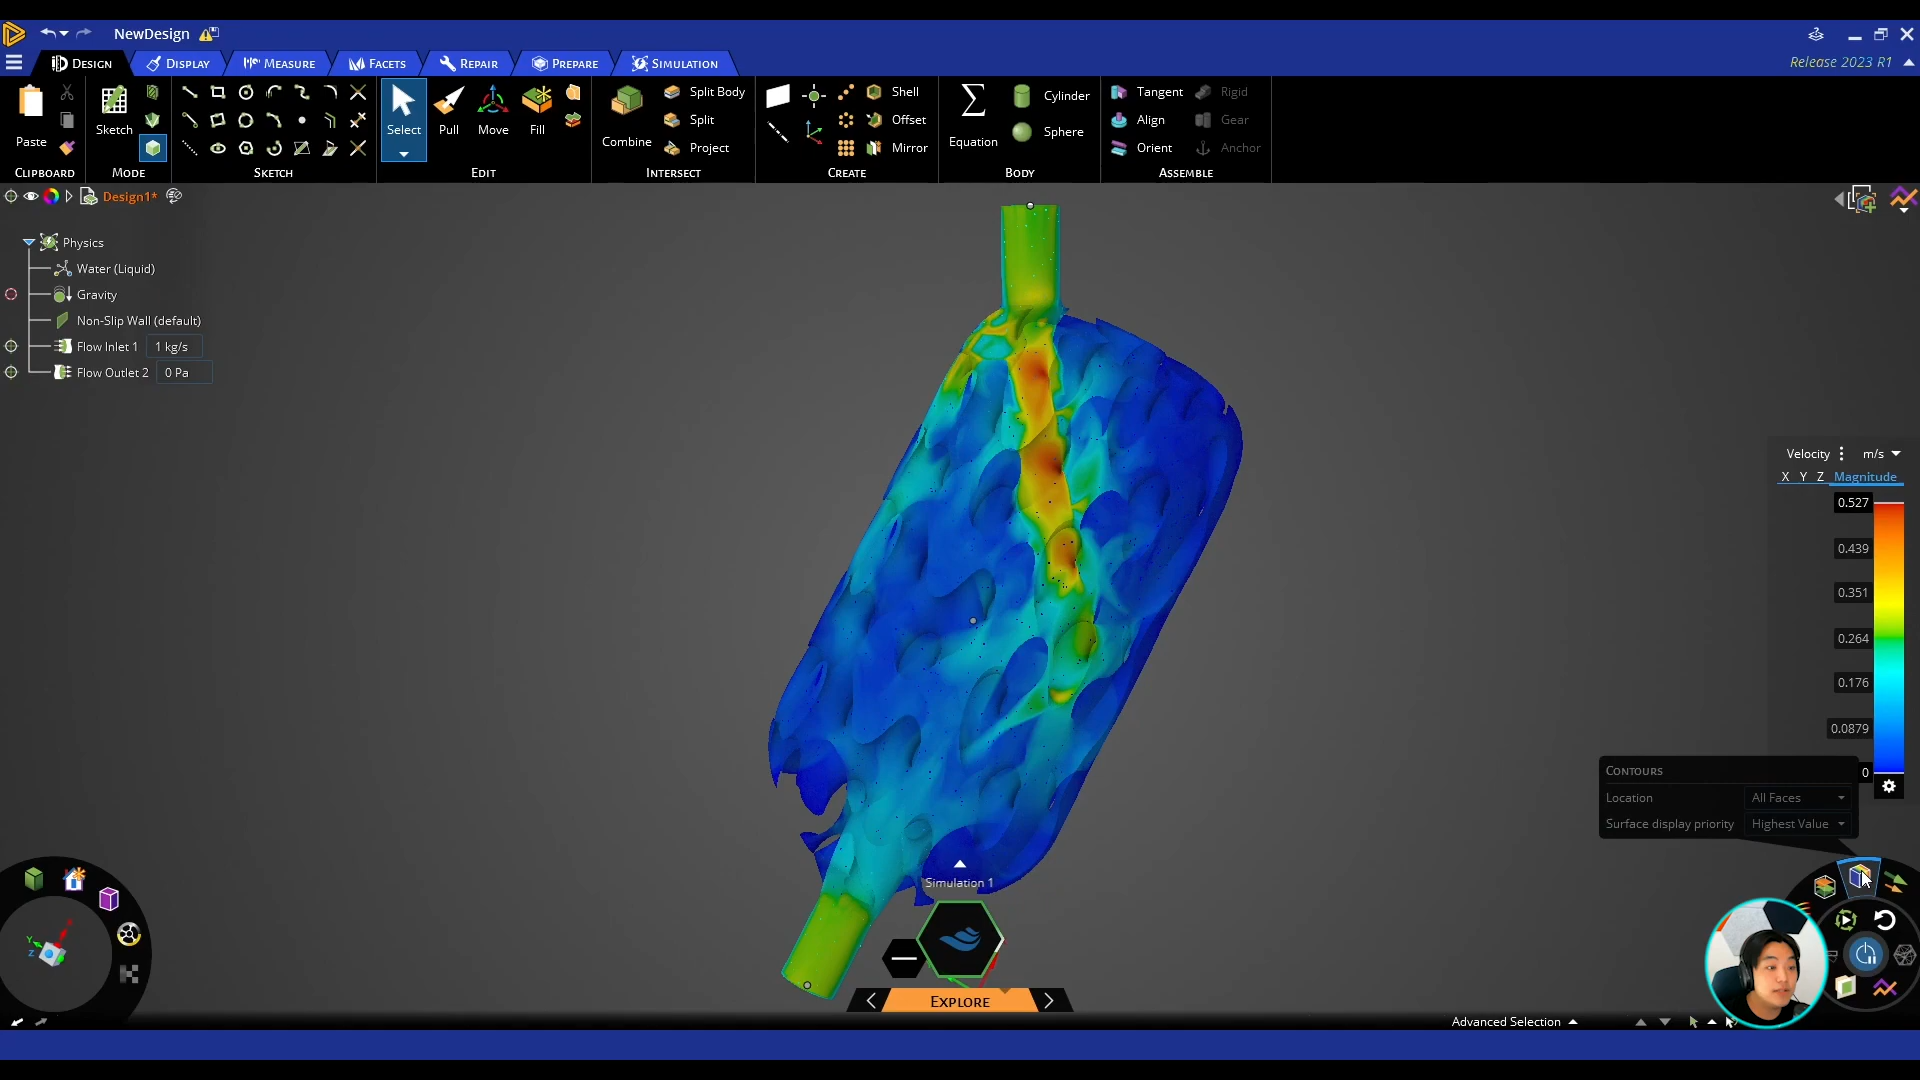 NewDesign
DESIGN DISPLAY MEASURE FACETS REPAIR PREPARE SIMULATION
Release 2023 R1
Paste
CLIPBOARD
Sketch
MODE
SKETCH
Select Pull Move Fill
EDIT
Combine
Split Body
Split
Project
INTERSECT
Shell
Offset
Mirror
CREATE
Equation
Cylinder
Sphere
BODY
Tangent Rigid
Align Gear
Orient Anchor
ASSEMBLE
Design1*
Physics
Water (Liquid)
Gravity
Non-Slip Wall (default)
Flow Inlet 1 1 kg/s
Flow Outlet 2 0 Pa
Velocity m/s
X Y Z Magnitude
0.527
0.439
0.351
0.264
0.176
0.0879
0
CONTOURS
Location All Faces
Surface display priority Highest Value
Simulation 1
EXPLORE
Advanced Selection
Y
Z